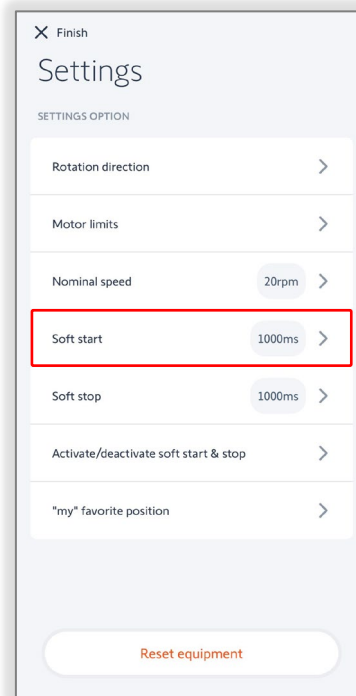 Finish
Settings
SETTINGS OPTION
Rotation direction
Motor limits
Nominal speed 20rpm
Soft start 1000ms
Soft stop 1000ms
Activate/deactivate soft start & stop
"my" favorite position
Reset equipment